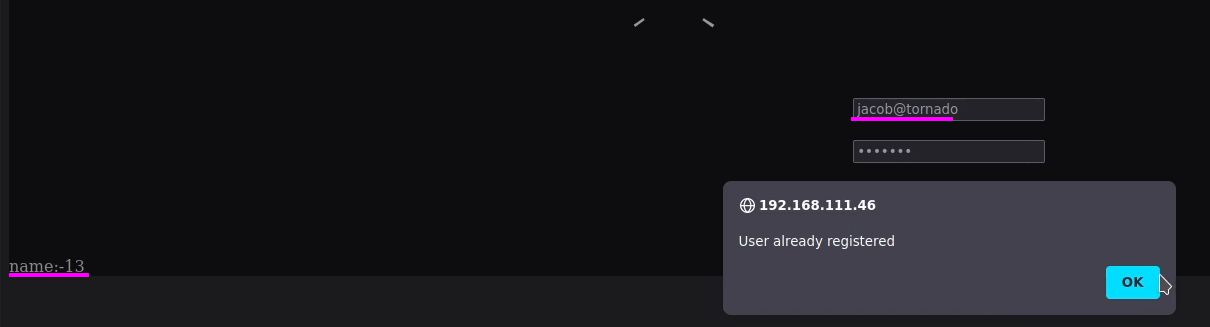 jacob@tornado
•••••••
192.168.111.46
User already registered
name:-13
OK